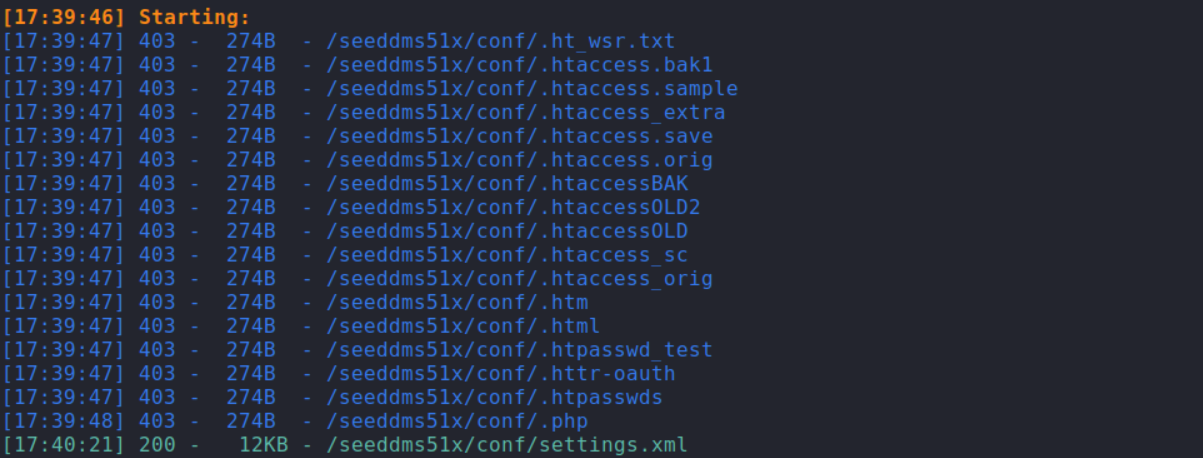 [17:39:46] Starting:
[17:39:47] 403 -  274B  - /seeddms51x/conf/.ht_wsr.txt
[17:39:47] 403 -  274B  - /seeddms51x/conf/.htaccess.bak1
[17:39:47] 403 -  274B  - /seeddms51x/conf/.htaccess.sample
[17:39:47] 403 -  274B  - /seeddms51x/conf/.htaccess_extra
[17:39:47] 403 -  274B  - /seeddms51x/conf/.htaccess.save
[17:39:47] 403 -  274B  - /seeddms51x/conf/.htaccess.orig
[17:39:47] 403 -  274B  - /seeddms51x/conf/.htaccessBAK
[17:39:47] 403 -  274B  - /seeddms51x/conf/.htaccessOLD2
[17:39:47] 403 -  274B  - /seeddms51x/conf/.htaccessOLD
[17:39:47] 403 -  274B  - /seeddms51x/conf/.htaccess_sc
[17:39:47] 403 -  274B  - /seeddms51x/conf/.htaccess_orig
[17:39:47] 403 -  274B  - /seeddms51x/conf/.htm
[17:39:47] 403 -  274B  - /seeddms51x/conf/.html
[17:39:47] 403 -  274B  - /seeddms51x/conf/.htpasswd_test
[17:39:47] 403 -  274B  - /seeddms51x/conf/.httr-oauth
[17:39:47] 403 -  274B  - /seeddms51x/conf/.htpasswds
[17:39:48] 403 -  274B  - /seeddms51x/conf/.php
[17:40:21] 200 -   12KB - /seeddms51x/conf/settings.xml